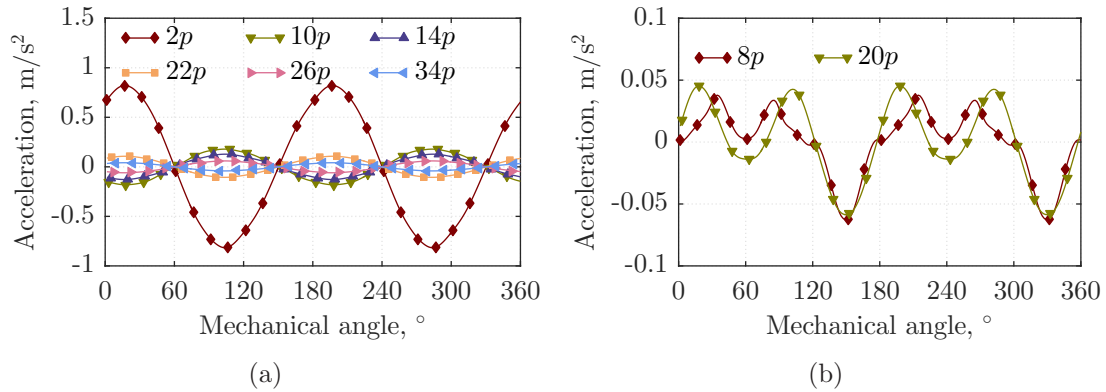 1.5
1
0.5
0
-0.5
-1
Acceleration, m/s²
2p 10p 14p
22p 26p 34p
0 60 120 180 240 300 360
Mechanical angle, °
(a)
0.1
0.05
0
-0.05
-0.1
Acceleration, m/s²
8p 20p
0 60 120 180 240 300 360
Mechanical angle, °
(b)